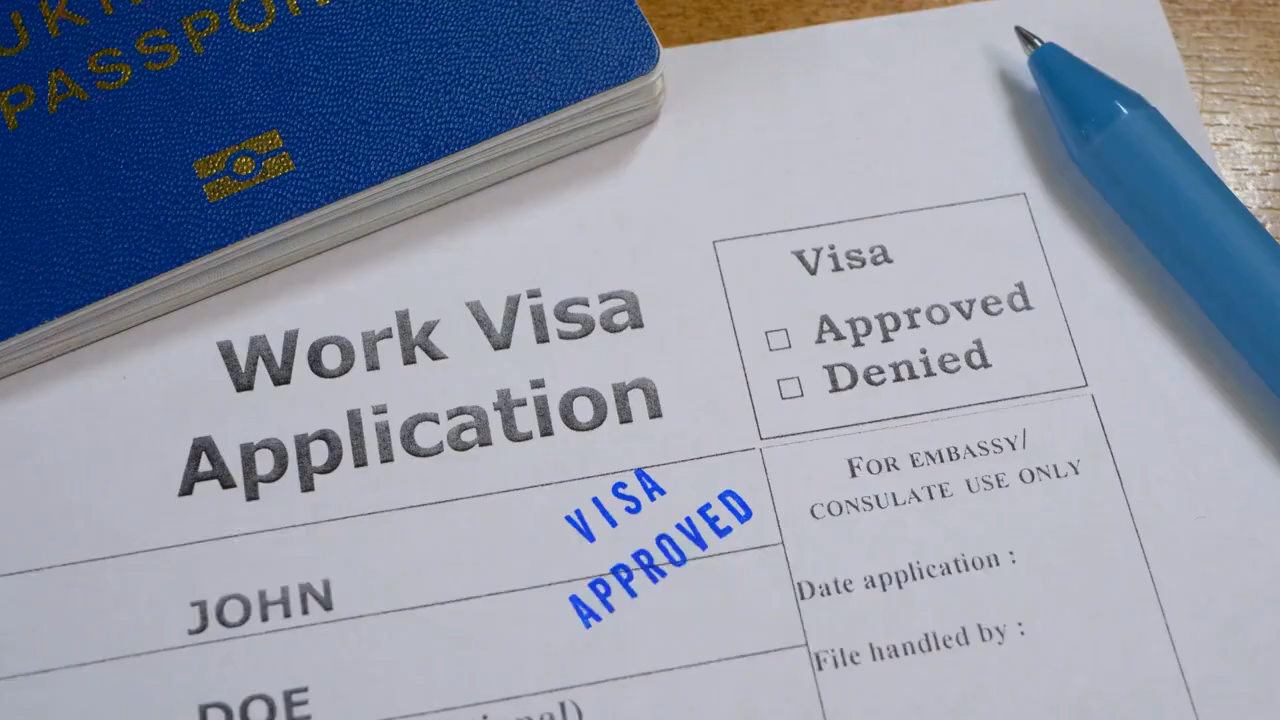 PASSPORT
Work Visa
Application
Visa
Approved
Denied
VISA
APPROVED
JOHN
DOE
FOR EMBASSY/
CONSULATE USE ONLY
Date application :
File handled by :